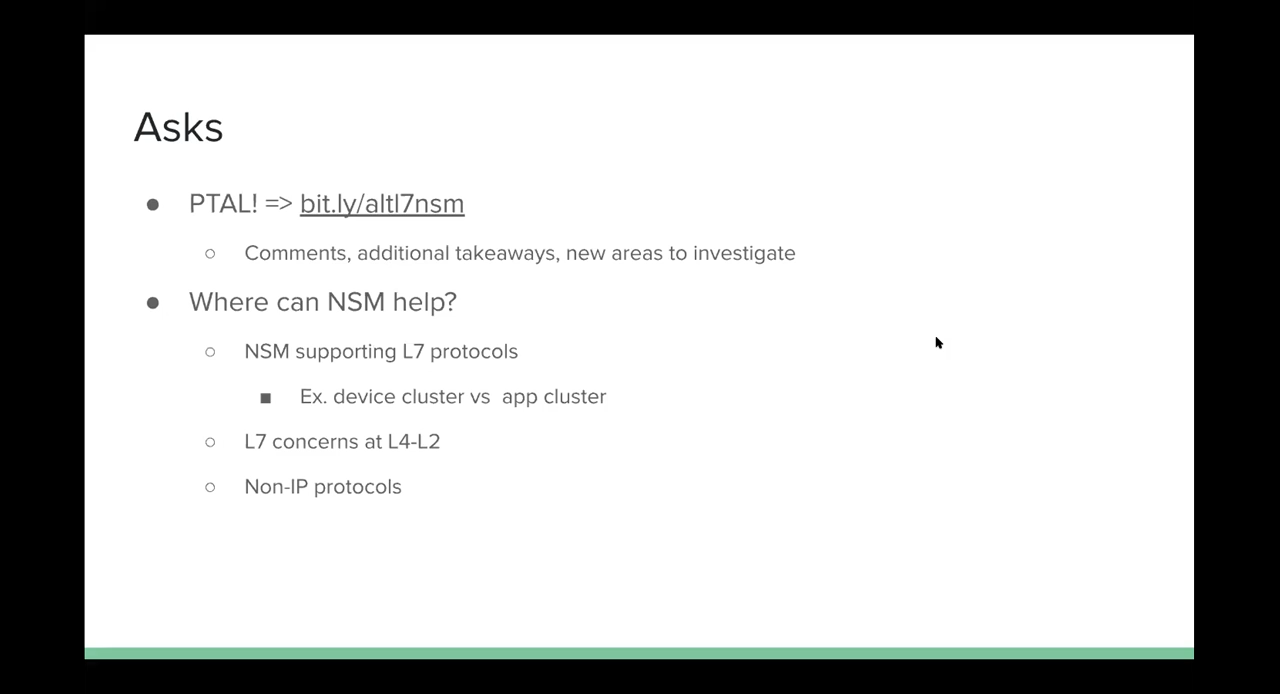 Asks
● PTAL! => bit.ly/altl7nsm
○ Comments, additional takeaways, new areas to investigate
● Where can NSM help?
○ NSM supporting L7 protocols
■ Ex. device cluster vs  app cluster
○ L7 concerns at L4-L2
○ Non-IP protocols